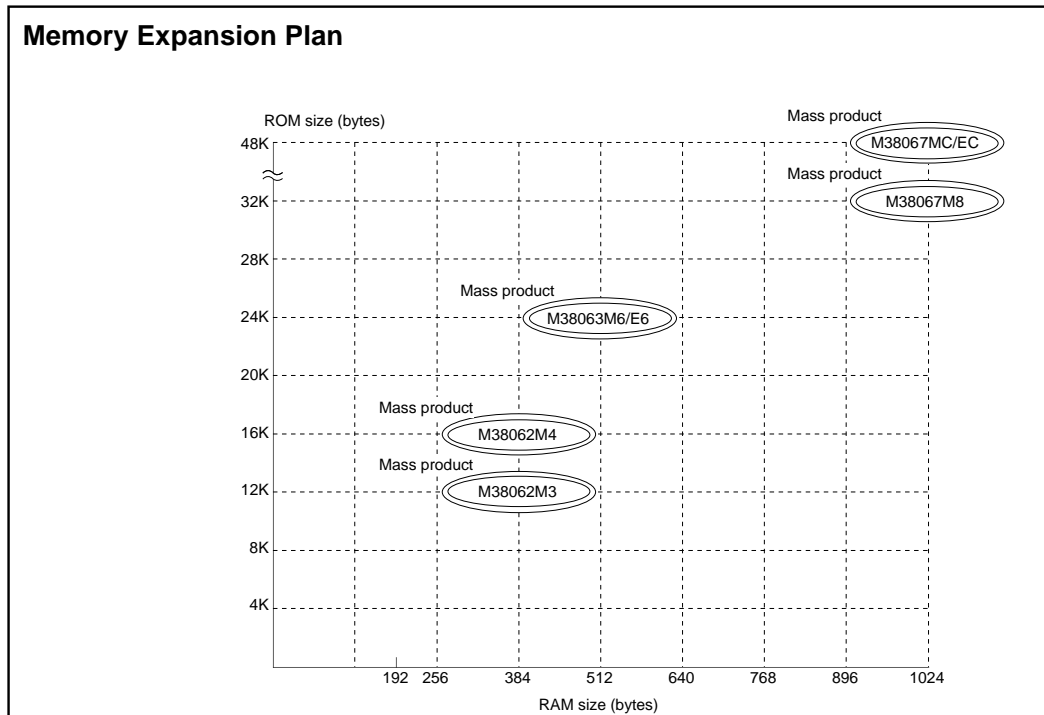 Memory Expansion Plan
ROM size (bytes)
Mass product
48K
M38067MC/EC
Mass product
32K
M38067M8
28K
Mass product
24K
M38063M6/E6
20K
Mass product
16K
M38062M4
Mass product
12K
M38062M3
8K
4K
192 256 384 512 640 768 896 1024
RAM size (bytes)